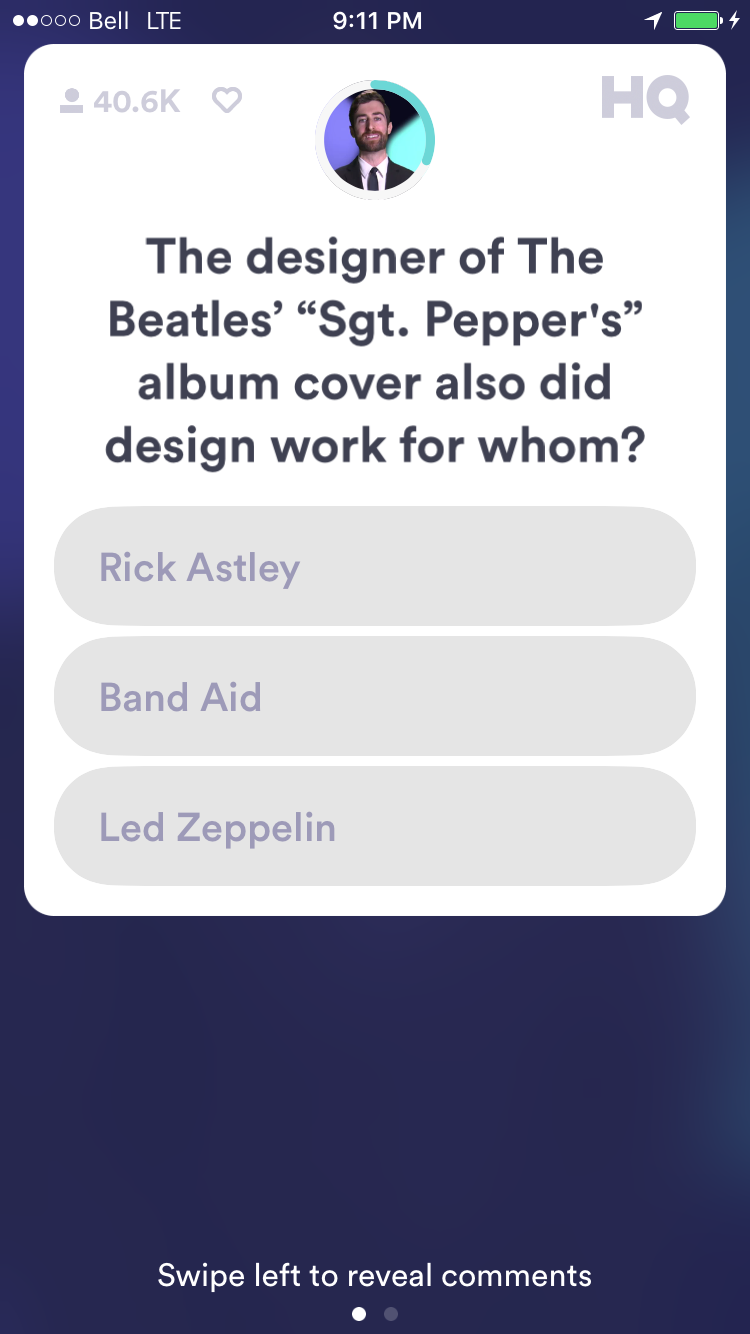 Bell LTE 9:11 PM
40.6K HQ
The designer of The
Beatles’ “Sgt. Pepper's”
album cover also did
design work for whom?
Rick Astley
Band Aid
Led Zeppelin
Swipe left to reveal comments